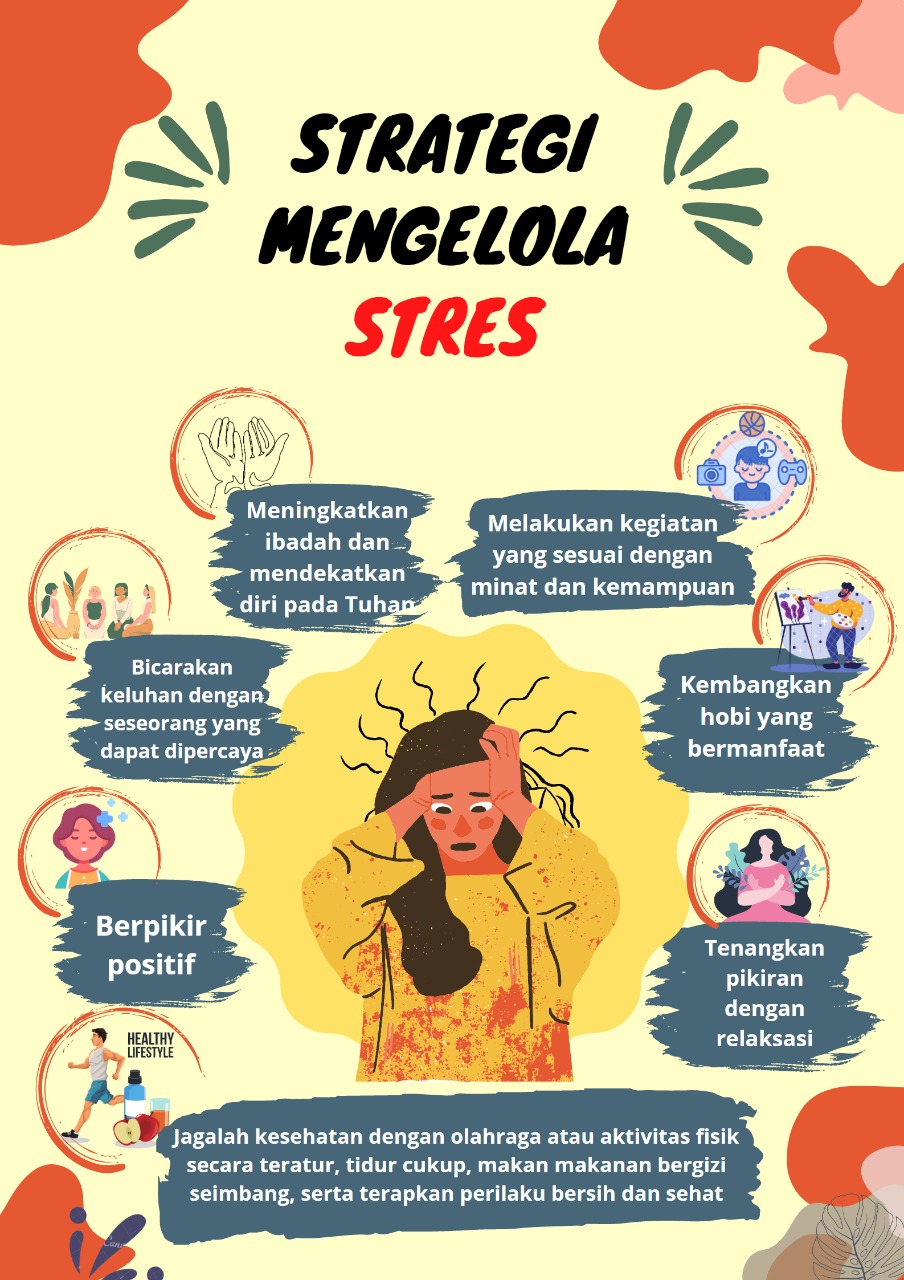 STRATEGI
MENGELOLA
STRES
Meningkatkan
ibadah dan
mendekatkan
diri pada Tuhan
Melakukan kegiatan
yang sesuai dengan
minat dan kemampuan
Bicarakan
keluhan dengan
seseorang yang
dapat dipercaya
Kembangkan
hobi yang
bermanfaat
Berpikir
positif
Tenangkan
pikiran
dengan
relaksasi
HEALTHY
LIFESTYLE
Jagalah kesehatan dengan olahraga atau aktivitas fisik
secara teratur, tidur cukup, makan makanan bergizi
seimbang, serta terapkan perilaku bersih dan sehat